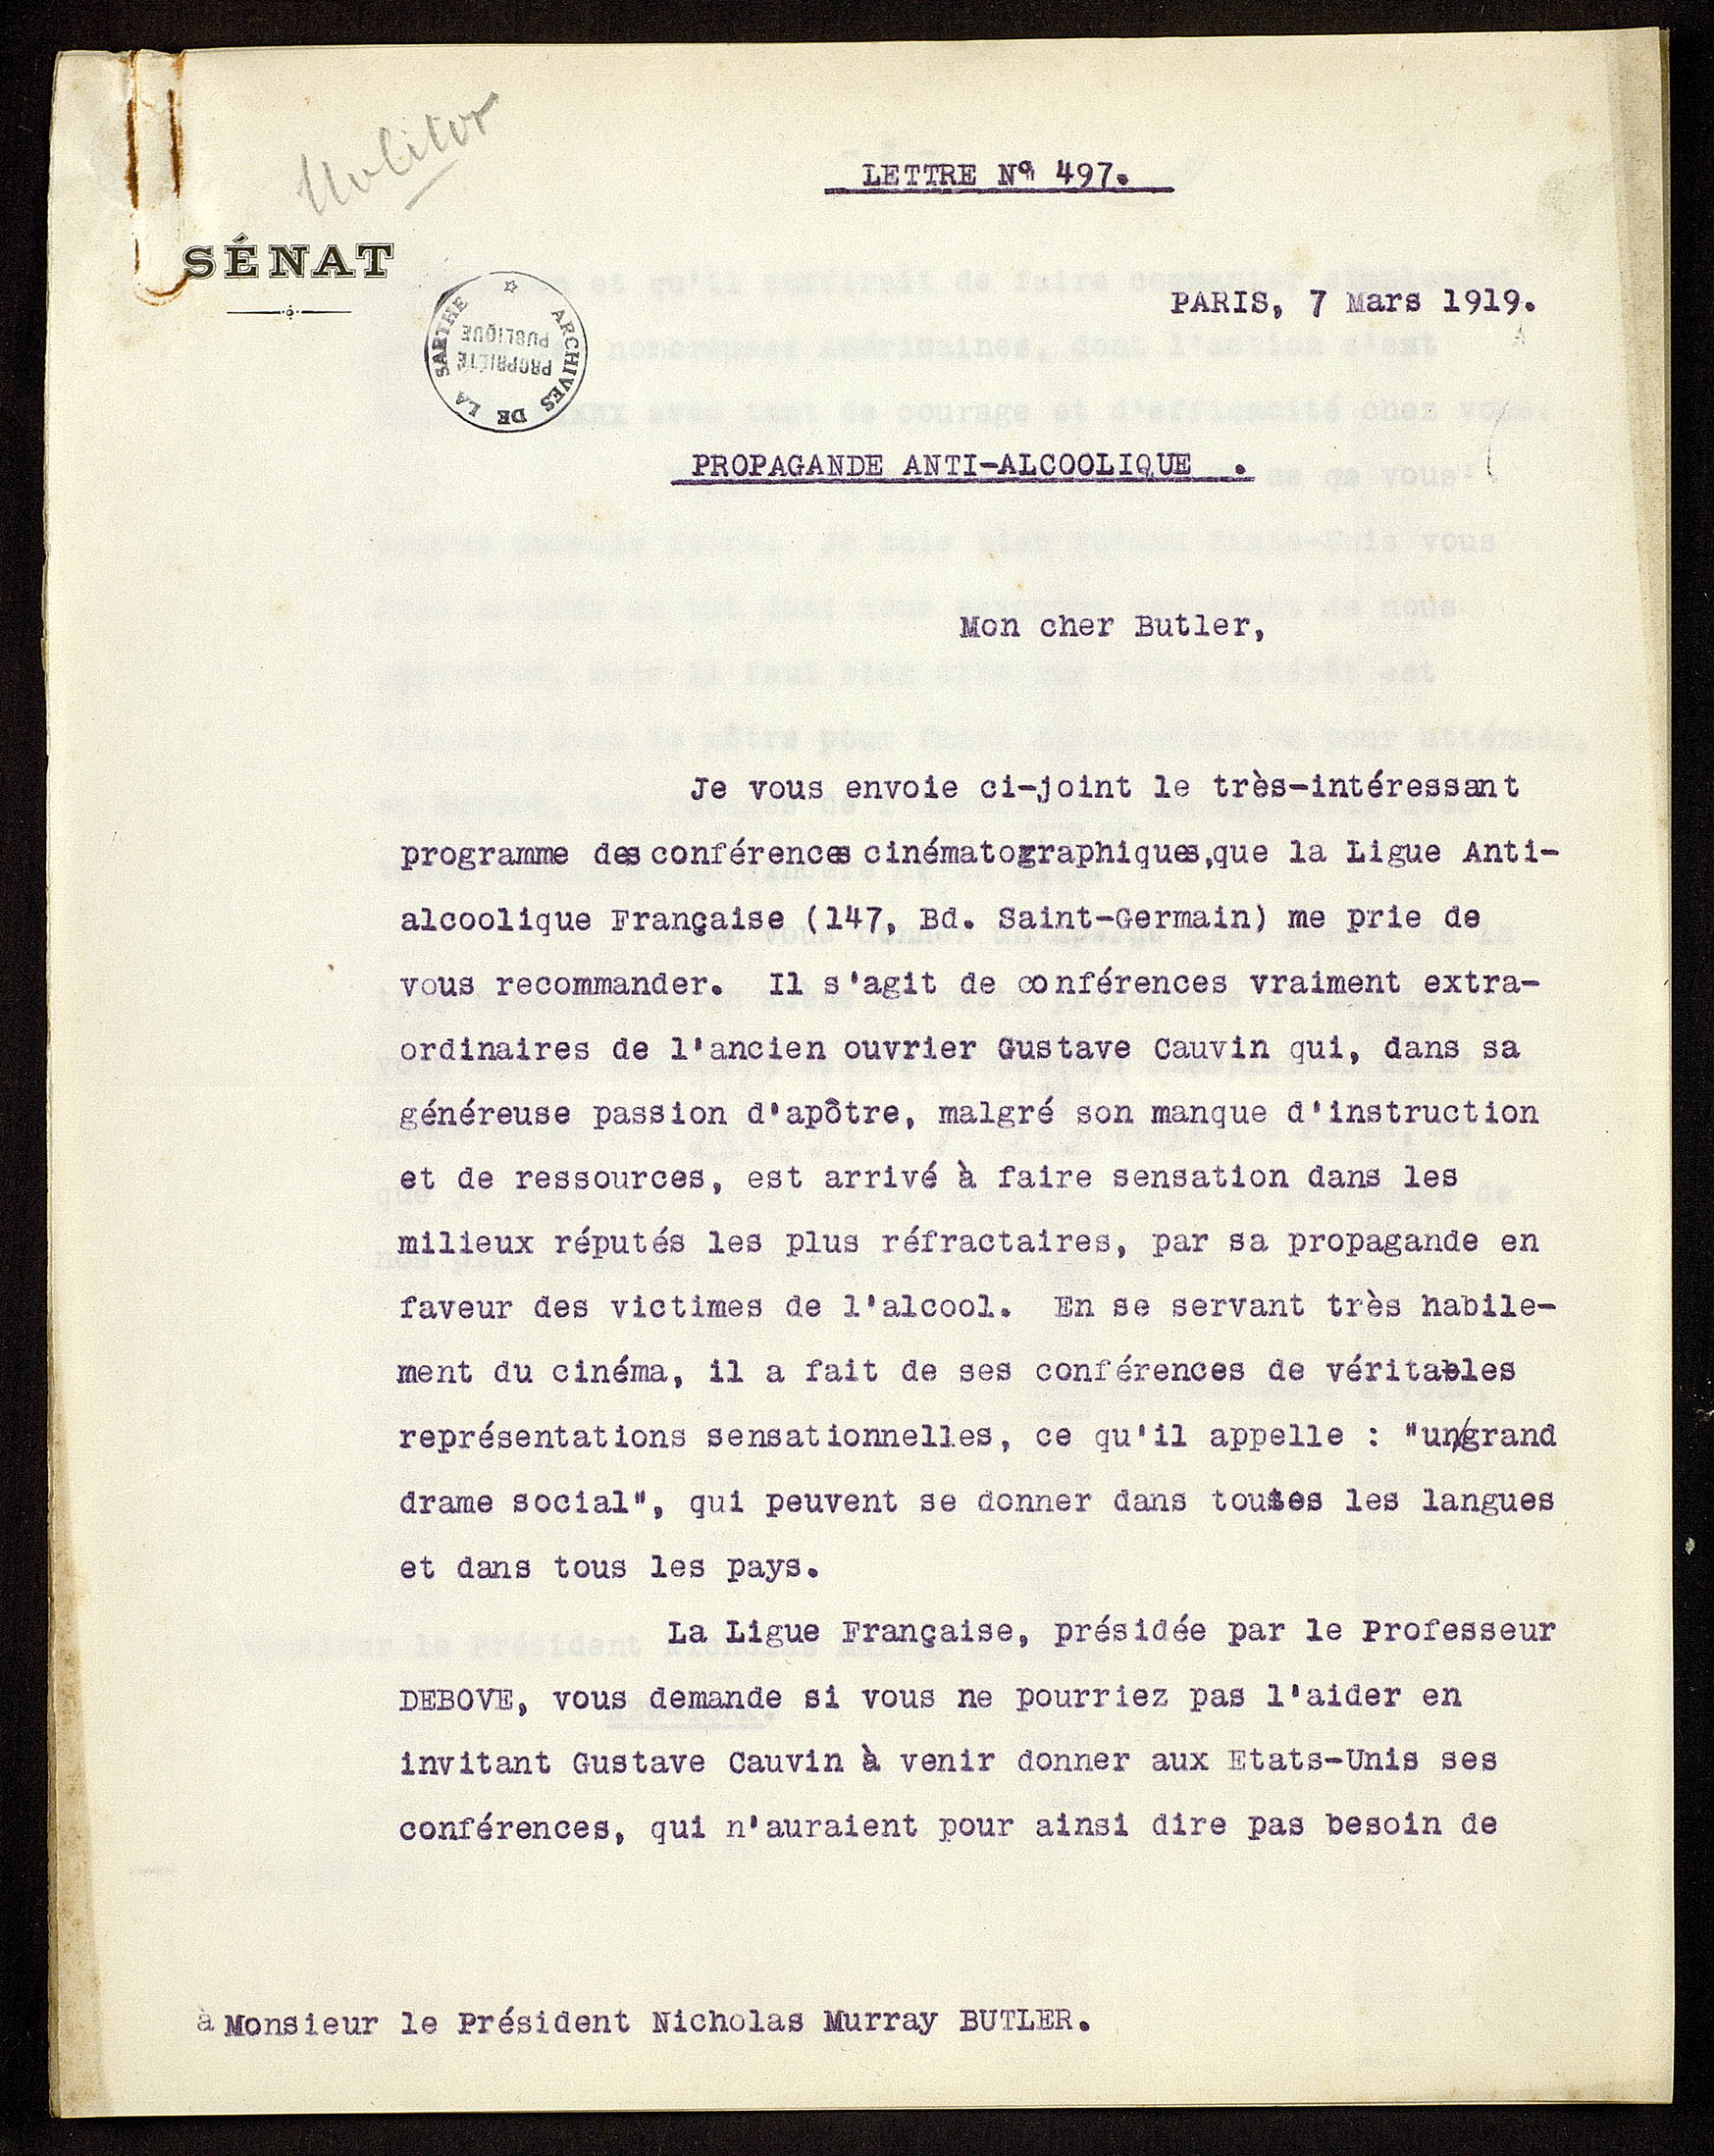 LETTRE Nº 497.
SÉNAT
ARCHIVES DE LA SARTHE
PROPRIÉTÉ
PUBLIQUE
PARIS, 7 Mars 1919.
PROPAGANDE ANTI-ALCOOLIQUE .
Mon cher Butler,
Je vous envoie ci-joint le très-intéressant
programme des conférences cinématographiques,que la Ligue Anti-
alcoolique Française (147, Bd. Saint-Germain) me prie de
vous recommander. Il s'agit de conférences vraiment extra-
ordinaires de l'ancien ouvrier Gustave Cauvin qui, dans sa
généreuse passion d'apôtre, malgré son manque d'instruction
et de ressources, est arrivé à faire sensation dans les
milieux réputés les plus réfractaires, par sa propagande en
faveur des victimes de l'alcool. En se servant très habile-
ment du cinéma, il a fait de ses conférences de véritables
représentations sensationnelles, ce qu'il appelle : "un/grand
drame social", qui peuvent se donner dans toutes les langues
et dans tous les pays.
La Ligue Française, présidée par le Professeur
DEBOVE, vous demande si vous ne pourriez pas l'aider en
invitant Gustave Cauvin à venir donner aux Etats-Unis ses
conférences, qui n'auraient pour ainsi dire pas besoin de
à Monsieur le Président Nicholas Murray BUTLER.